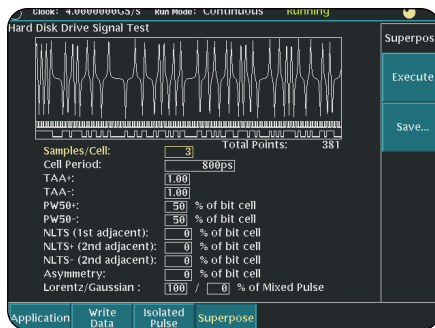 Clock: 4.0000000GS/s Run Mode: Continuous Running
Hard Disk Drive Signal Test
Superpos
Execute
Save...
Total Points: 381
Samples/Cell: 3
Cell Period: 800ps
TAA+: 1.00
TAA-: 1.00
PW50+: 50 % of bit cell
PW50-: 50 % of bit cell
NLTS (1st adjacent): 0 % of bit cell
NLTS+ (2nd adjacent): 0 % of bit cell
NLTS- (2nd adjacent): 0 % of bit cell
Asymmetry: 0 % of bit cell
Lorentz/Gaussian : 100 / 0 % of Mixed Pulse
Application
Write Data
Isolated Pulse
Superpose